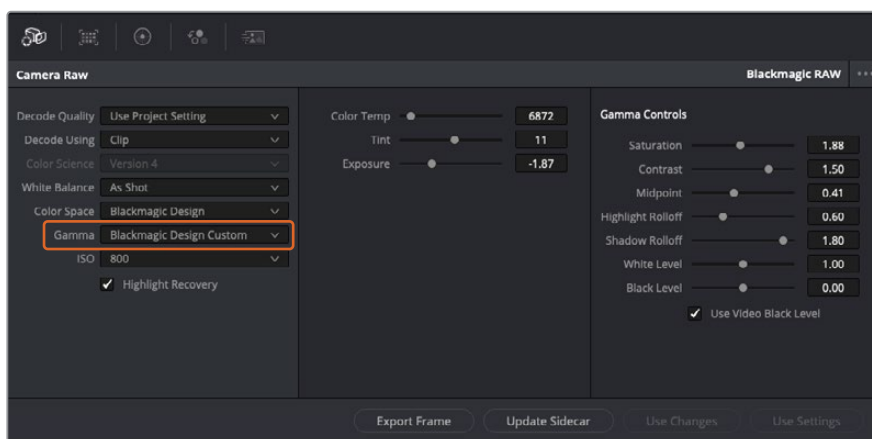 Camera Raw
Blackmagic RAW
Decode Quality Use Project Setting
Decode Using Clip
Color Science Version 4
White Balance As Shot
Color Space Blackmagic Design
Gamma Blackmagic Design Custom
ISO 800
Highlight Recovery
Color Temp 6872
Tint 11
Exposure -1.87
Gamma Controls
Saturation 1.88
Contrast 1.50
Midpoint 0.41
Highlight Rolloff 0.60
Shadow Rolloff 1.80
White Level 1.00
Black Level 0.00
Use Video Black Level
Export Frame
Update Sidecar
Use Changes
Use Settings